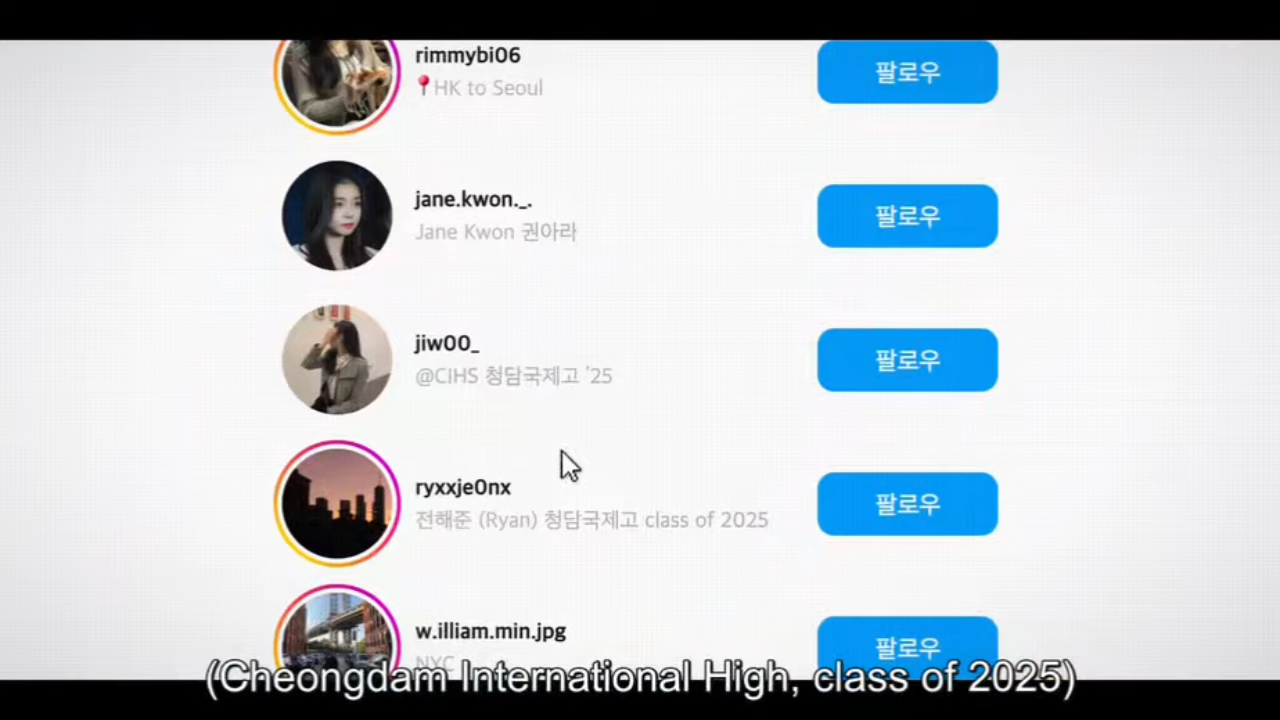 rimmybi06
팔로우
📍HK to Seoul
jane.kwon._.
팔로우
Jane Kwon 권아라
jiw00_
팔로우
@CIHS 청담국제고 '25
ryxxje0nx
팔로우
전해준 (Ryan) 청담국제고 class of 2025
w.illiam.min.jpg
팔로우
NYC
(Cheongdam International High, class of 2025)